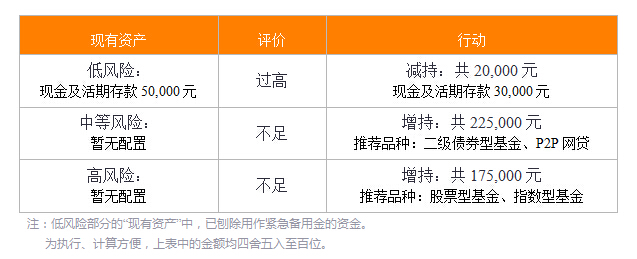 现有资产 评价 行动
低风险： 过高 减持：共 20,000 元
现金及活期存款 50,000 元 现金及活期存款 30,000 元
中等风险： 不足 增持：共 225,000 元
暂无配置 推荐品种：二级债券型基金、P2P 网贷
高风险： 不足 增持：共 175,000 元
暂无配置 推荐品种：股票型基金、指数型基金
注：低风险部分的“现有资产”中，已刨除用作紧急备用金的资金。
为执行、计算方便，上表中的金额均四舍五入至百位。